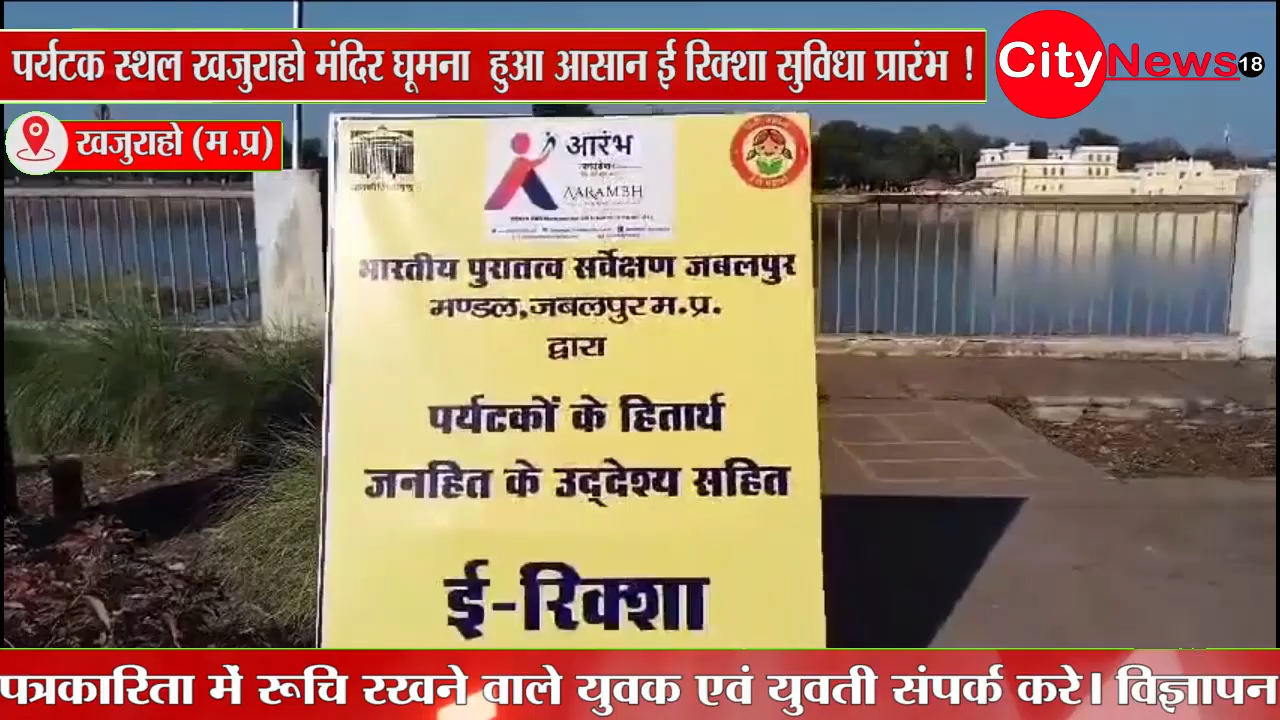 पर्यटक स्थल खजुराहो मंदिर घूमना हुआ आसान ई रिक्शा सुविधा प्रारंभ !
CityNews18
खजुराहो (म.प्र)
आरंभ
AARAMBH
भारतीय पुरातत्व सर्वेक्षण जबलपुर
मण्डल,जबलपुर म.प्र.
द्वारा
पर्यटकों के हितार्थ
जनहित के उद्देश्य सहित
ई-रिक्शा
पत्रकारिता में रूचि रखने वाले युवक एवं युवती संपर्क करे। विज्ञापन